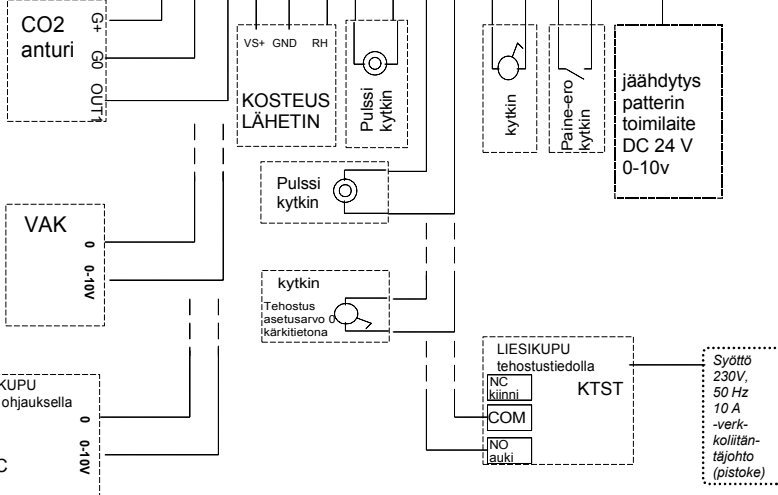 CO2
anturi
G+
G0
OUT1
VS+ GND RH
KOSTEUS
LÄHETIN
Pulssi
kytkin
kytkin
Paine-ero
kytkin
jäähdytys
patterin
toimilaite
DC 24 V
0-10v
Pulssi
kytkin
VAK
0
0-10V
kytkin
Tehostus
asetusarvo 0
kärkitietona
KUPU
ohjauksella
0
0-10V
C
LIESIKUPU
tehostustiedolla
NC
kiinni
KTST
COM
NO
auki
Syöttö
230V,
50 Hz
10 A
-verk-
koliitän-
täjohto
(pistoke)